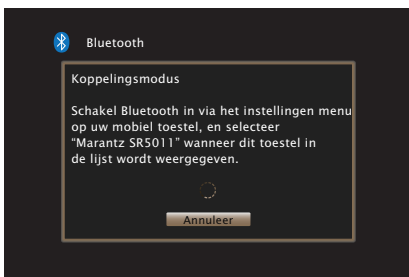 Bluetooth
Koppelingsmodus
Schakel Bluetooth in via het instellingen menu
op uw mobiel toestel, en selecteer
“Marantz SR5011” wanneer dit toestel in
de lijst wordt weergegeven.
Annuleer